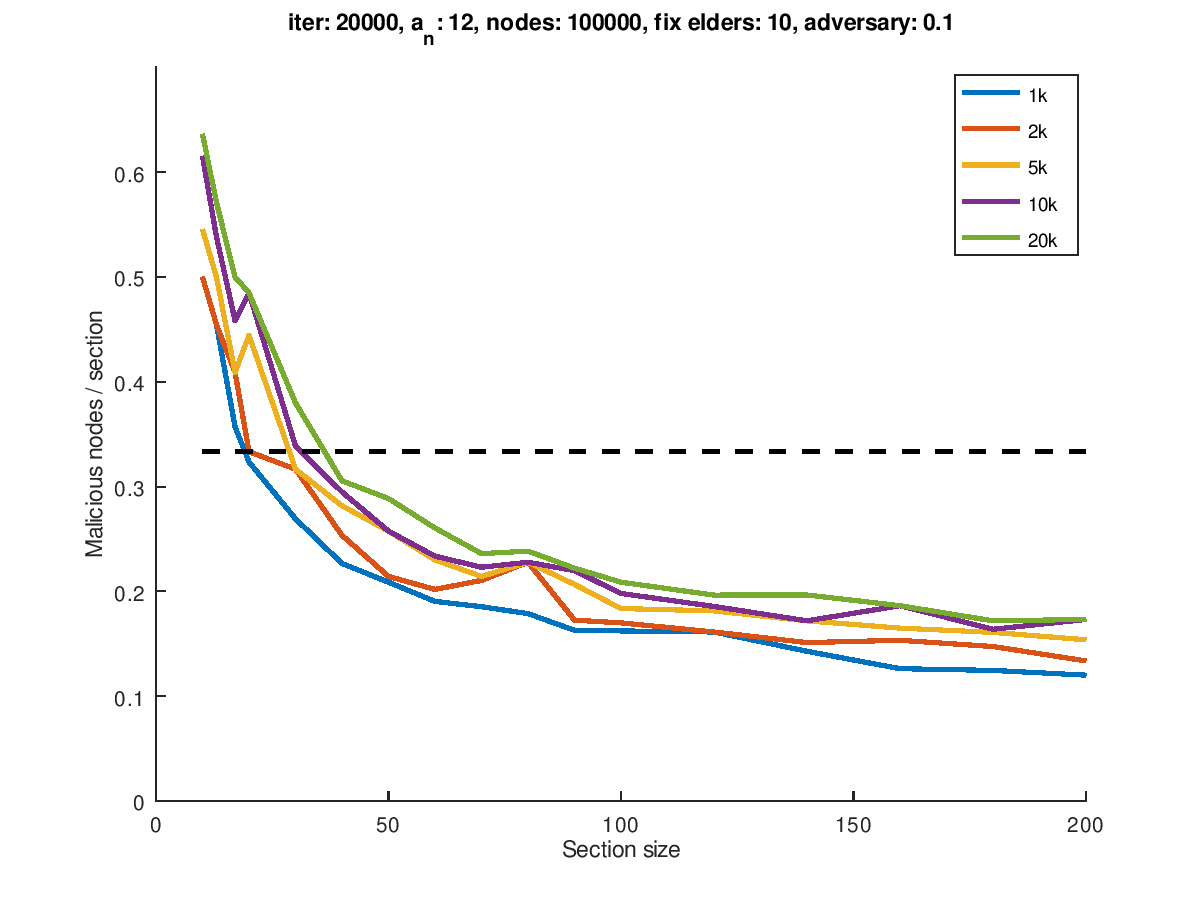 iter: 20000, a_n: 12, nodes: 100000, fix elders: 10, adversary: 0.1
1k
2k
5k
10k
20k
0.6
0.5
0.4
0.3
0.2
0.1
0
Malicious nodes / section
0
50
100
150
200
Section size